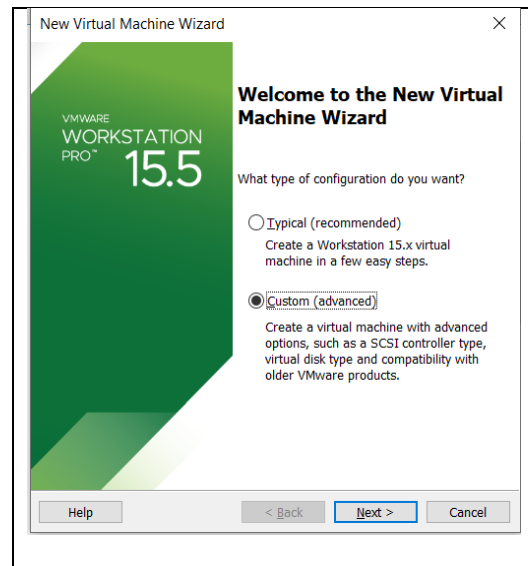 New Virtual Machine Wizard
VMWARE
WORKSTATION
PRO™ 15.5
Welcome to the New Virtual
Machine Wizard
What type of configuration do you want?
Typical (recommended)
Create a Workstation 15.x virtual
machine in a few easy steps.
Custom (advanced)
Create a virtual machine with advanced
options, such as a SCSI controller type,
virtual disk type and compatibility with
older VMware products.
Help
< Back
Next >
Cancel